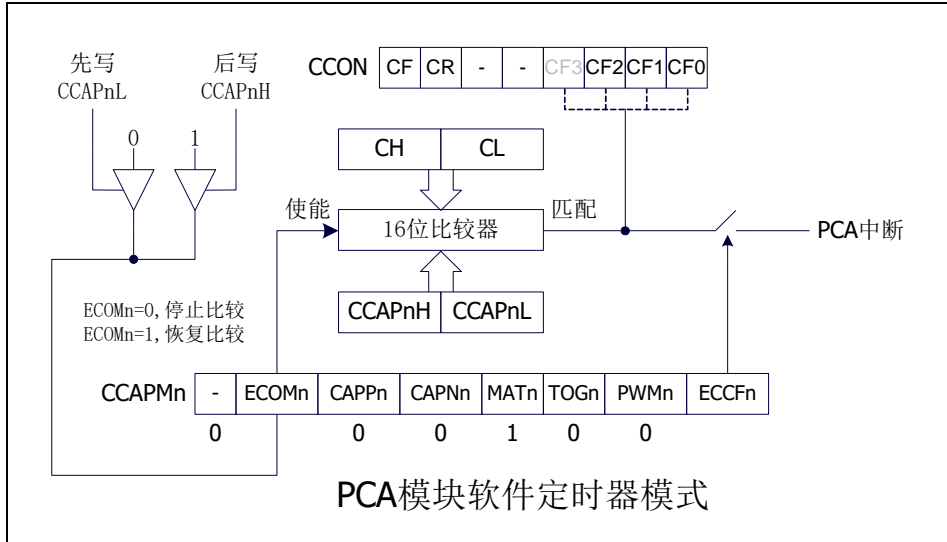 先写
CCAPnL
后写
CCAPnH
CCON CF CR - - CF3 CF2 CF1 CF0
0 1
CH CL
使能
16位比较器
匹配
PCA中断
CCAPnH CCAPnL
ECOMn=0,停止比较
ECOMn=1,恢复比较
CCAPMn - ECOMn CAPPn CAPNn MATn TOGn PWMn ECCFn
0 0 0 1 0 0
PCA模块软件定时器模式